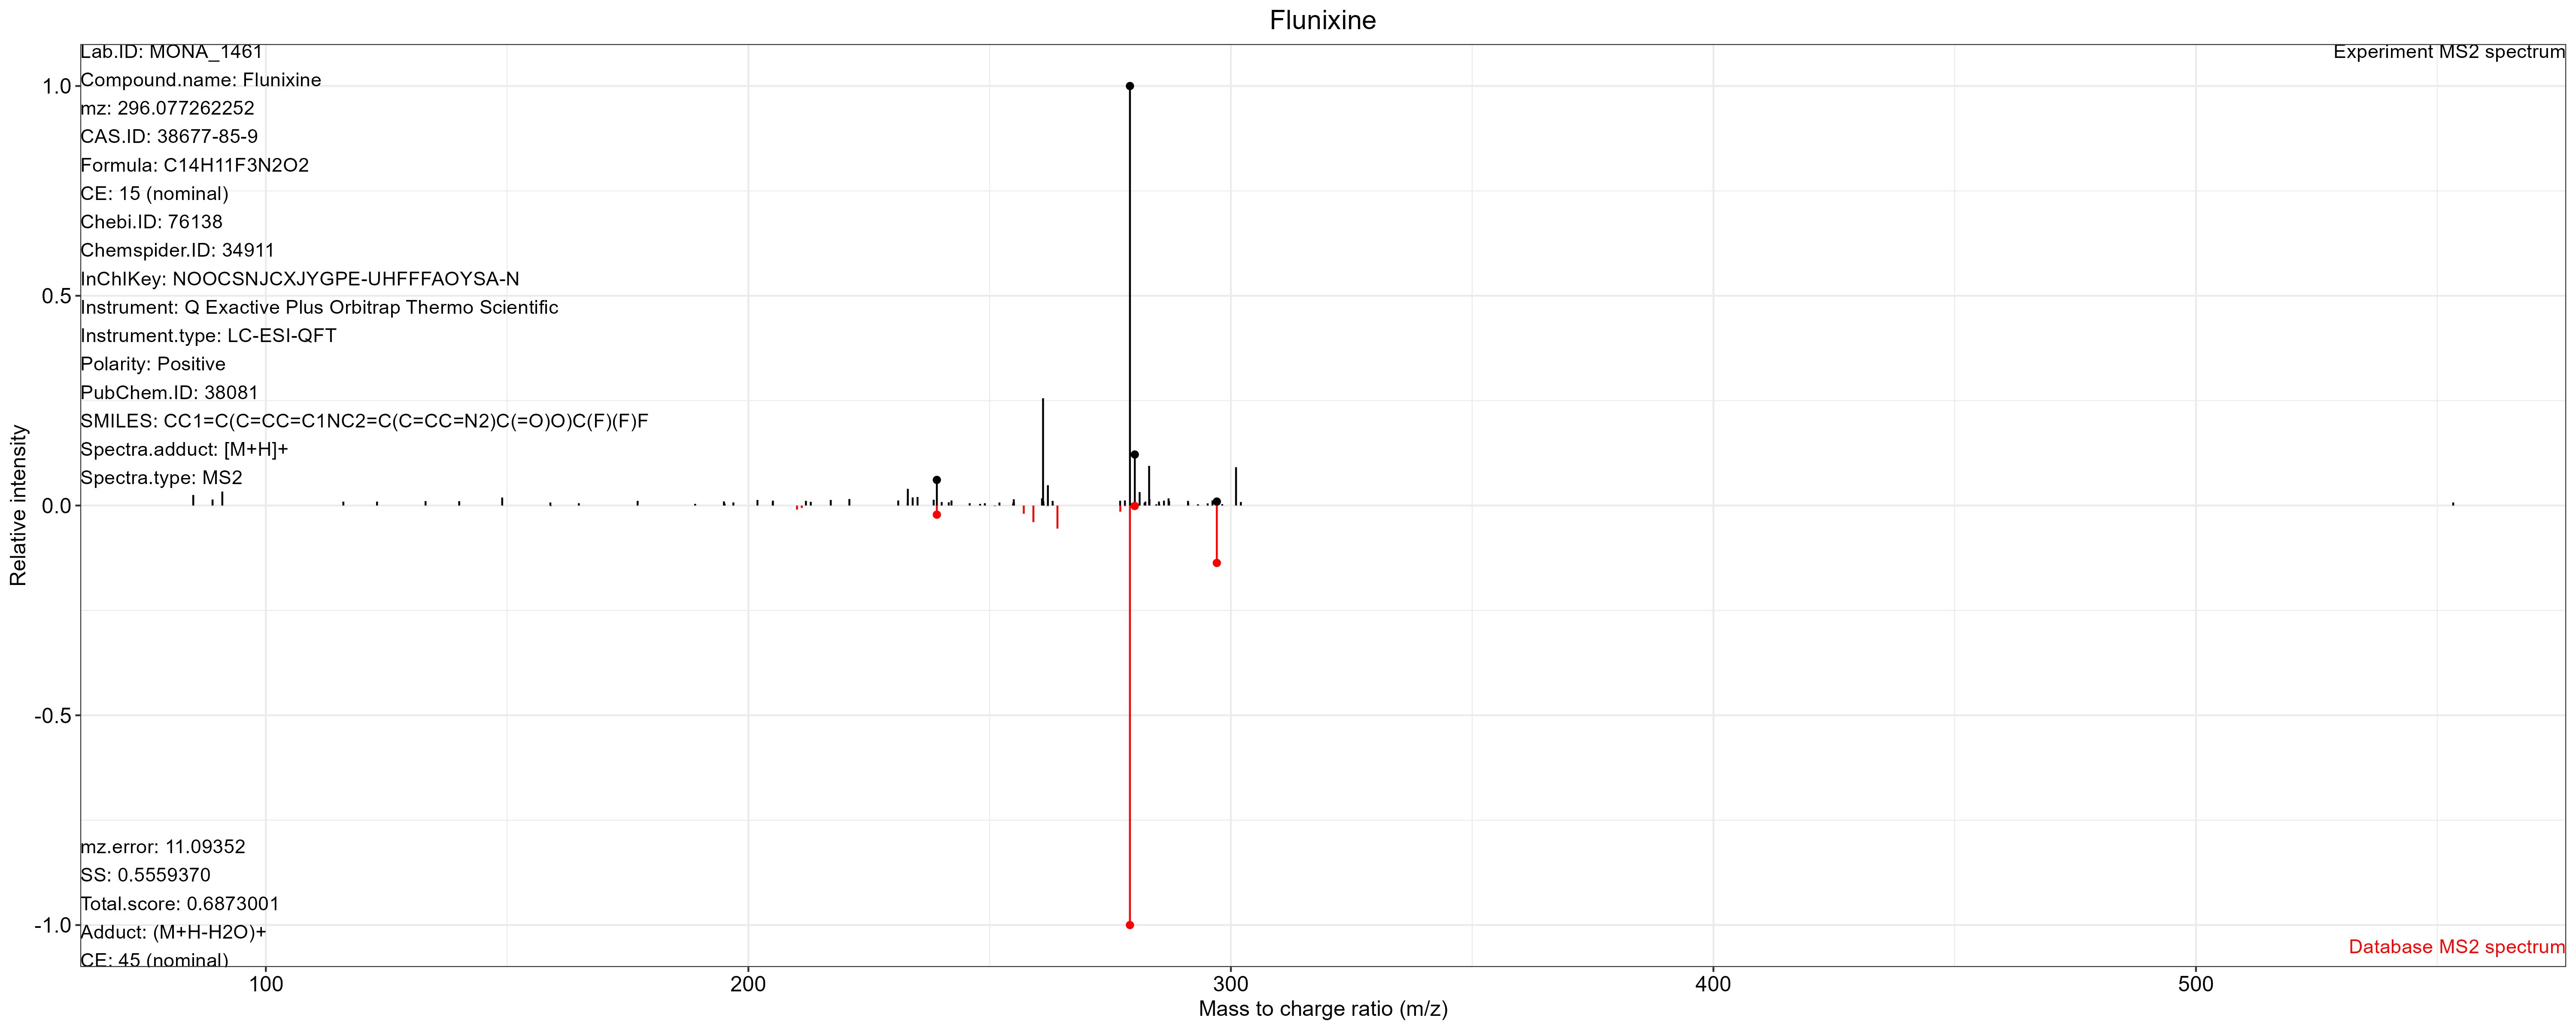 Flunixine
Lab.ID: MONA_1461
Experiment MS2 spectrum
Compound.name: Flunixine
mz: 296.077262252
CAS.ID: 38677-85-9
Formula: C14H11F3N2O2
CE: 15 (nominal)
Chebi.ID: 76138
Chemspider.ID: 34911
InChIKey: NOOCSNJCXJYGPE-UHFFFAOYSA-N
Instrument: Q Exactive Plus Orbitrap Thermo Scientific
Instrument.type: LC-ESI-QFT
Polarity: Positive
PubChem.ID: 38081
SMILES: CC1=C(C=CC=C1NC2=C(C=CC=N2)C(=O)O)C(F)(F)F
Spectra.adduct: [M+H]+
Spectra.type: MS2
1.0
0.5
0.0
-0.5
-1.0
Relative intensity
mz.error: 11.09352
SS: 0.5559370
Total.score: 0.6873001
Adduct: (M+H-H2O)+
CE: 45 (nominal)
Database MS2 spectrum
100 200 300 400 500
Mass to charge ratio (m/z)